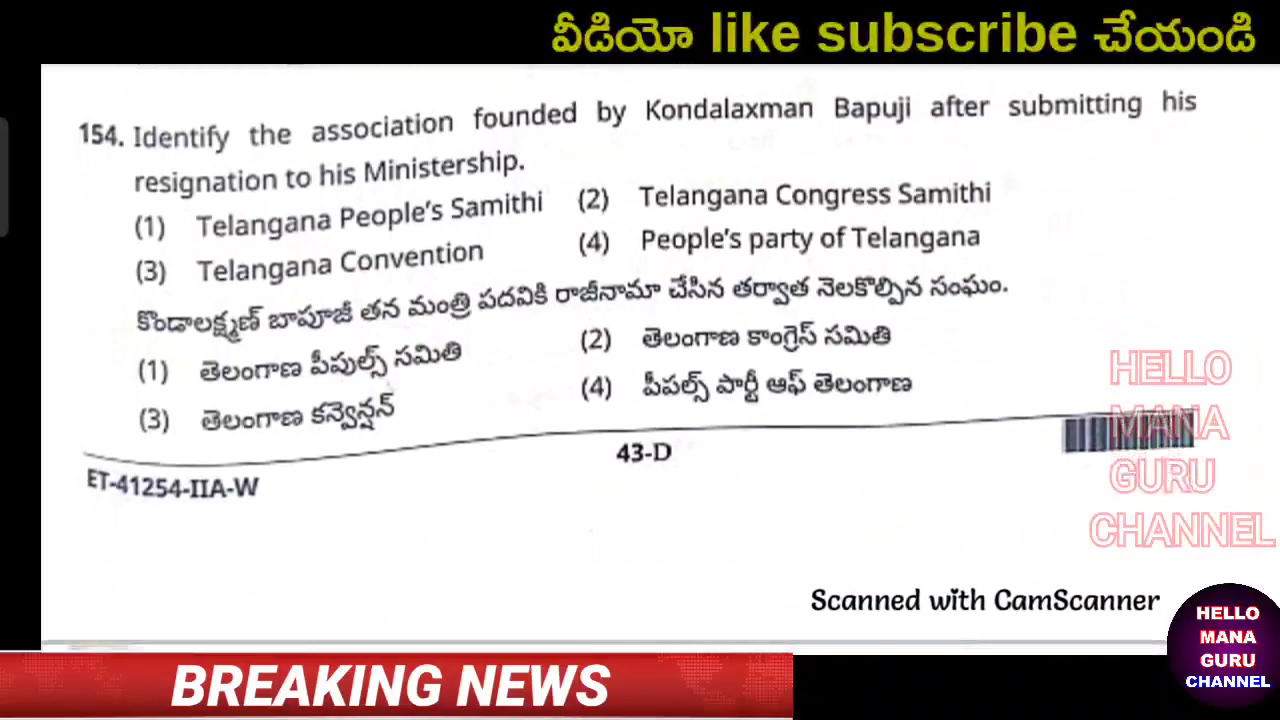 వీడియో like subscribe చేయండి
154. Identify the association founded by Kondalaxman Bapuji after submitting his
resignation to his Ministership.
(1) Telangana People's Samithi (2) Telangana Congress Samithi
(3) Telangana Convention (4) People's party of Telangana
కొండాలక్ష్మణ్ బాపూజీ తన మంత్రి పదవికి రాజీనామా చేసిన తర్వాత నెలకొల్పిన సంఘం.
(1) తెలంగాణ పీపుల్స్ సమితి (2) తెలంగాణ కాంగ్రెస్ సమితి
(3) తెలంగాణ కన్వెన్షన్ (4) పీపల్స్ పార్టీ ఆఫ్ తెలంగాణ
43-D
ET-41254-IIA-W
HELLO
MANA
GURU
CHANNEL
Scanned with CamScanner
HELLO
MANA
GURU
CHANNEL
BREAKING NEWS